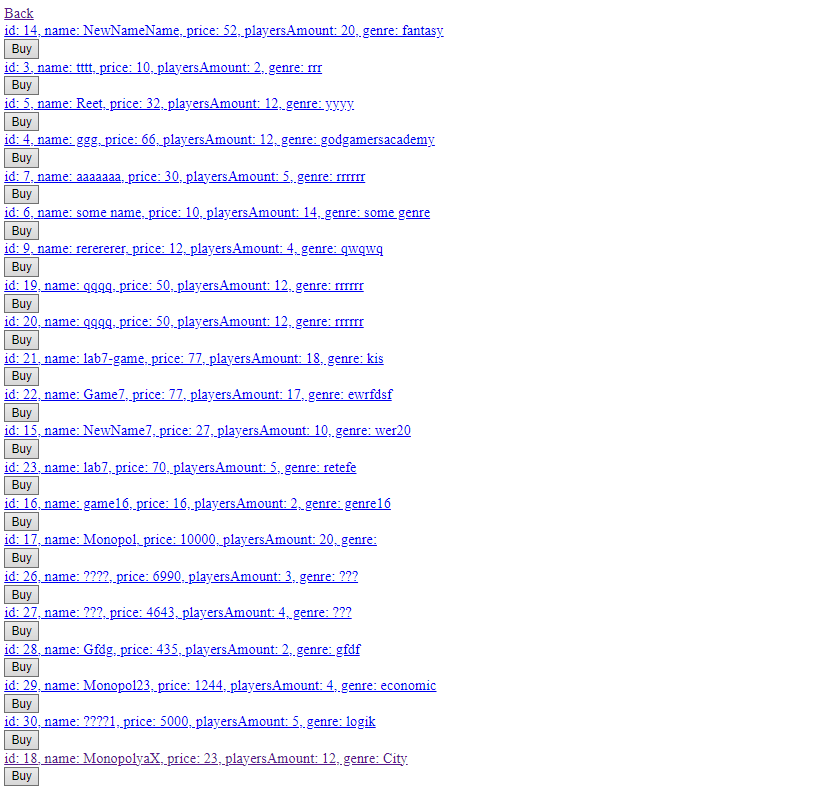 Back
id: 14, name: NewNameName, price: 52, playersAmount: 20, genre: fantasy
Buy
id: 3, name: tttt, price: 10, playersAmount: 2, genre: rrr
Buy
id: 5, name: Reet, price: 32, playersAmount: 12, genre: yyyy
Buy
id: 4, name: ggg, price: 66, playersAmount: 12, genre: godgamersacademy
Buy
id: 7, name: aaaaaaa, price: 30, playersAmount: 5, genre: rrrrrr
Buy
id: 6, name: some name, price: 10, playersAmount: 14, genre: some genre
Buy
id: 9, name: rerererer, price: 12, playersAmount: 4, genre: qwqwq
Buy
id: 19, name: qqqq, price: 50, playersAmount: 12, genre: rrrrrr
Buy
id: 20, name: qqqq, price: 50, playersAmount: 12, genre: rrrrrr
Buy
id: 21, name: lab7-game, price: 77, playersAmount: 18, genre: kis
Buy
id: 22, name: Game7, price: 77, playersAmount: 17, genre: ewrfdsf
Buy
id: 15, name: NewName7, price: 27, playersAmount: 10, genre: wer20
Buy
id: 23, name: lab7, price: 70, playersAmount: 5, genre: retefe
Buy
id: 16, name: game16, price: 16, playersAmount: 2, genre: genre16
Buy
id: 17, name: Monopol, price: 10000, playersAmount: 20, genre:
Buy
id: 26, name: ????, price: 6990, playersAmount: 3, genre: ???
Buy
id: 27, name: ???, price: 4643, playersAmount: 4, genre: ???
Buy
id: 28, name: Gfdg, price: 435, playersAmount: 2, genre: gfdf
Buy
id: 29, name: Monopol23, price: 1244, playersAmount: 4, genre: economic
Buy
id: 30, name: ????1, price: 5000, playersAmount: 5, genre: logik
Buy
id: 18, name: MonopolyaX, price: 23, playersAmount: 12, genre: City
Buy